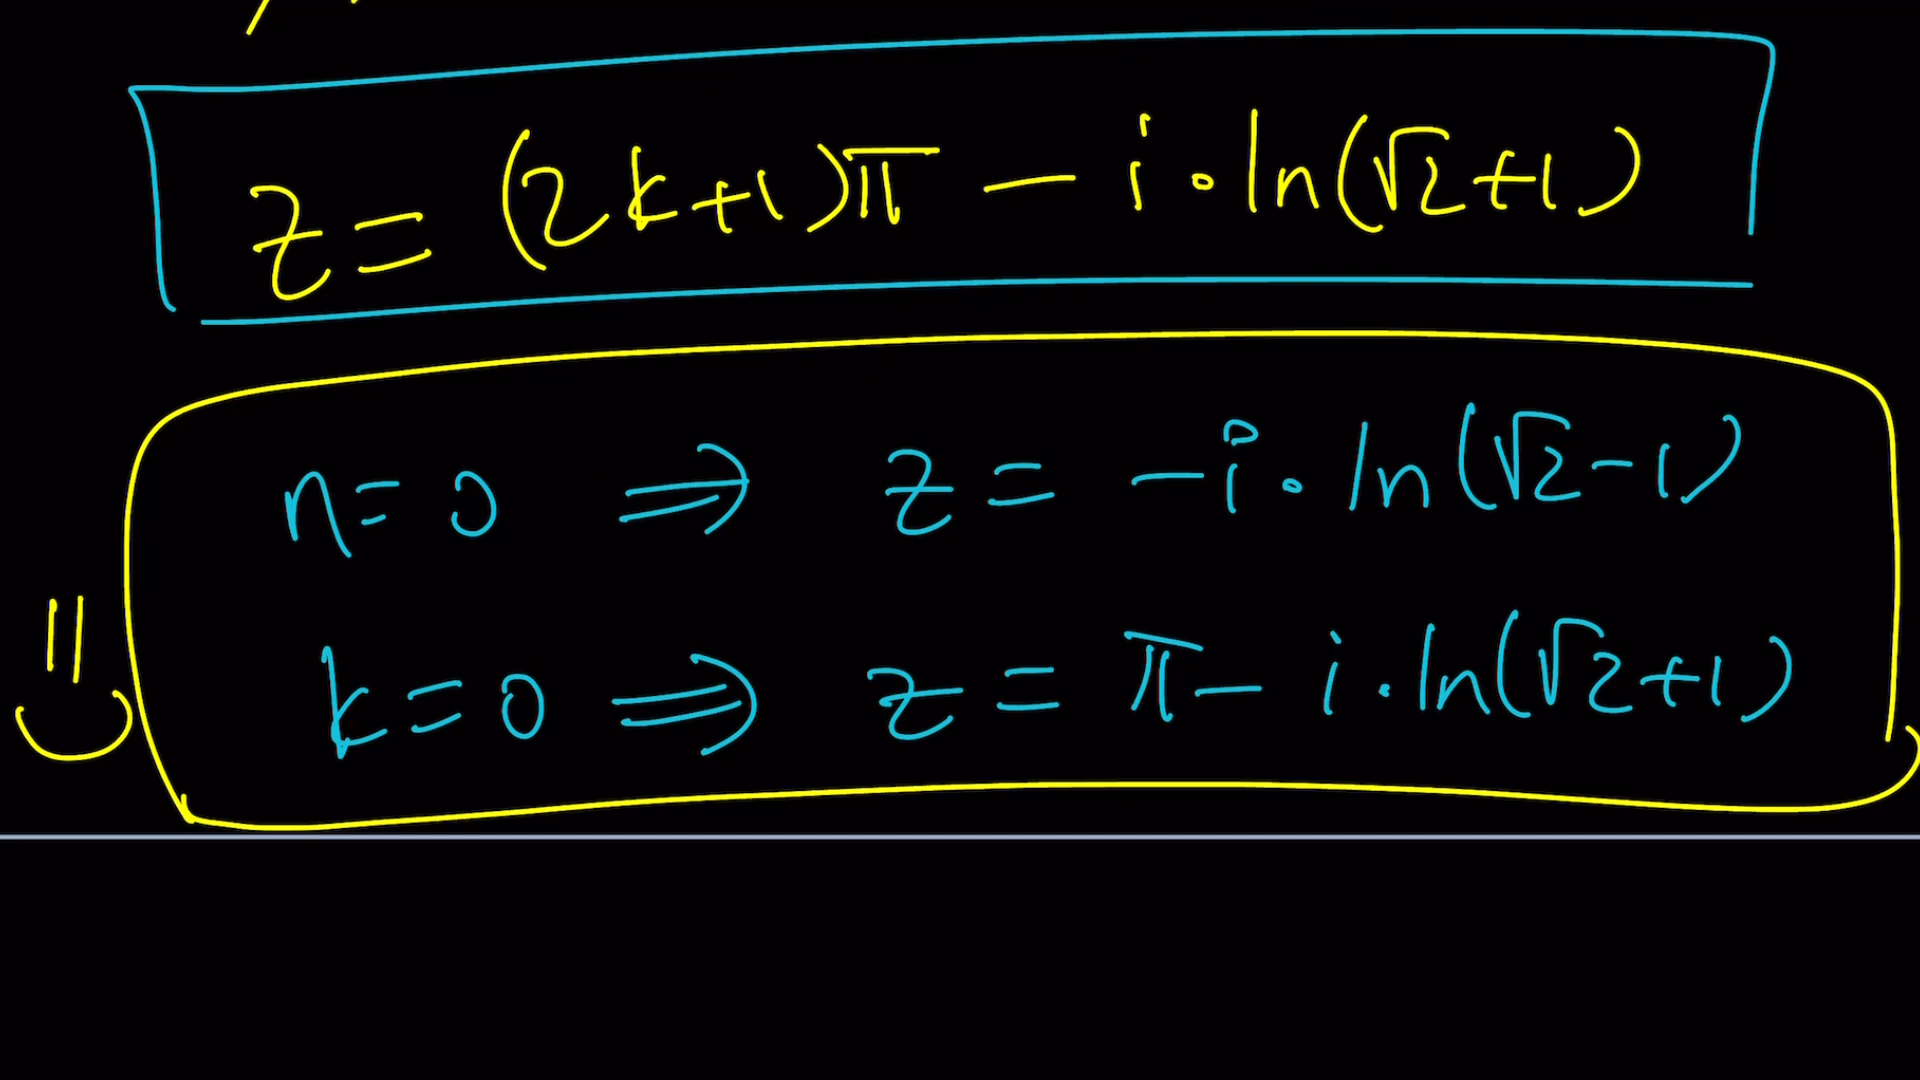 z = (2k+1)π – i・ln(√2+1)
n = 0 ⇒ z = –i・ln(√2–1)
k = 0 ⇒ z = π – i・ln(√2+1)